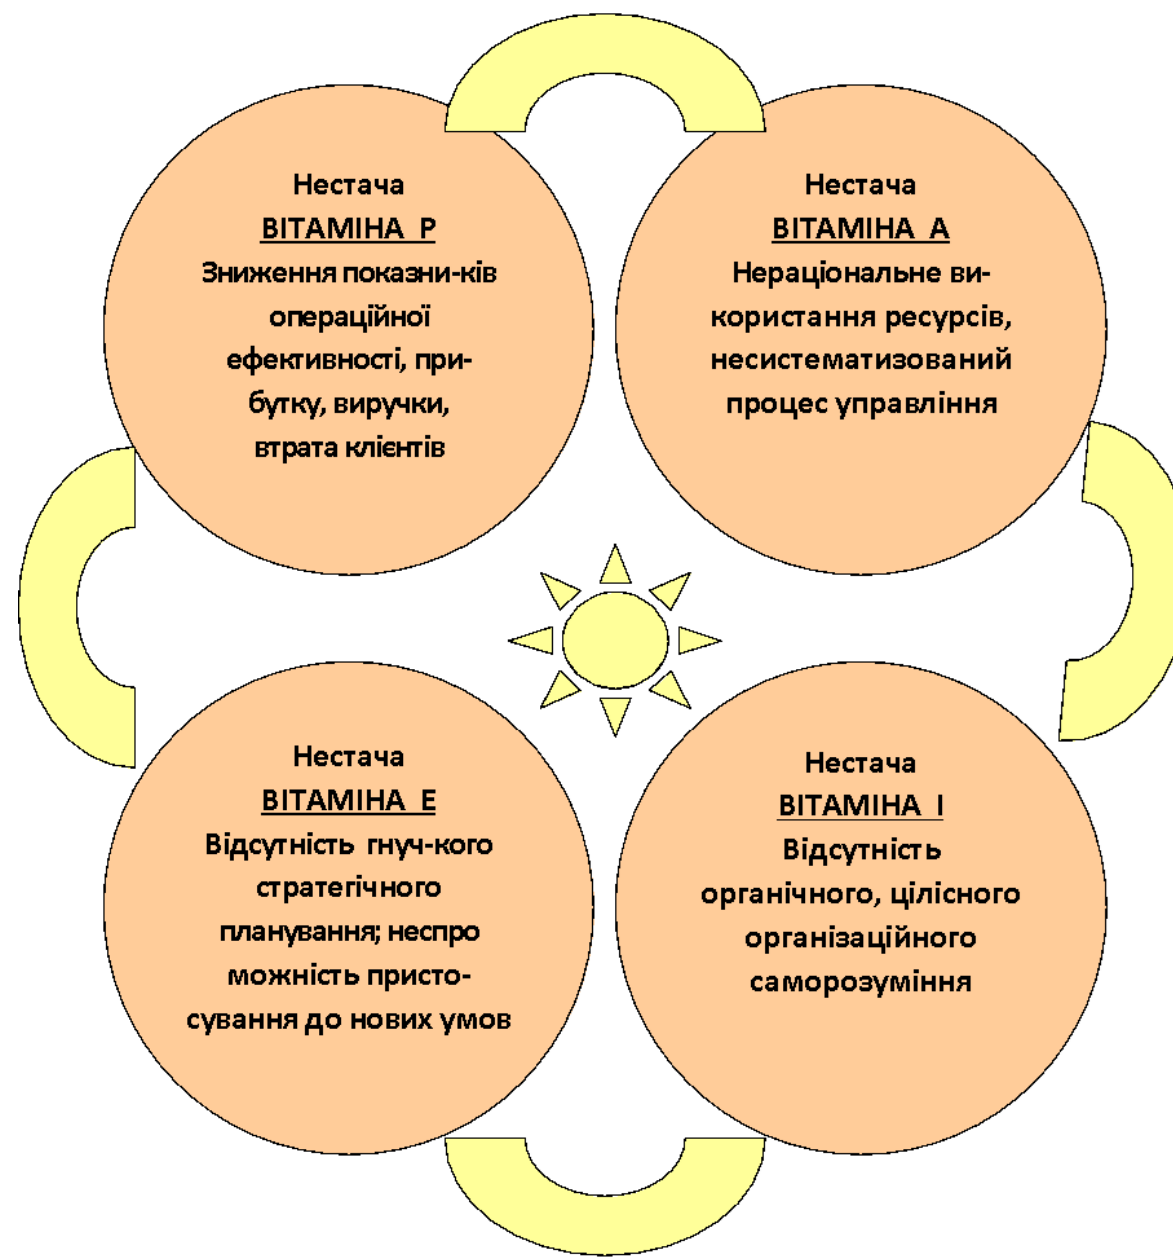 Нестача
ВІТАМІНА Р
Зниження показни-ків
операційної
ефективності, при-
бутку, виручки,
втрата клієнтів
Нестача
ВІТАМІНА А
Нераціональне ви-
користання ресурсів,
несистематизований
процес управління
Нестача
ВІТАМІНА Е
Відсутність гнуч-кого
стратегічного
планування; неспро
можність присто-
сування до нових умов
Нестача
ВІТАМІНА І
Відсутність
органічного, цілісного
організаційного
саморозуміння